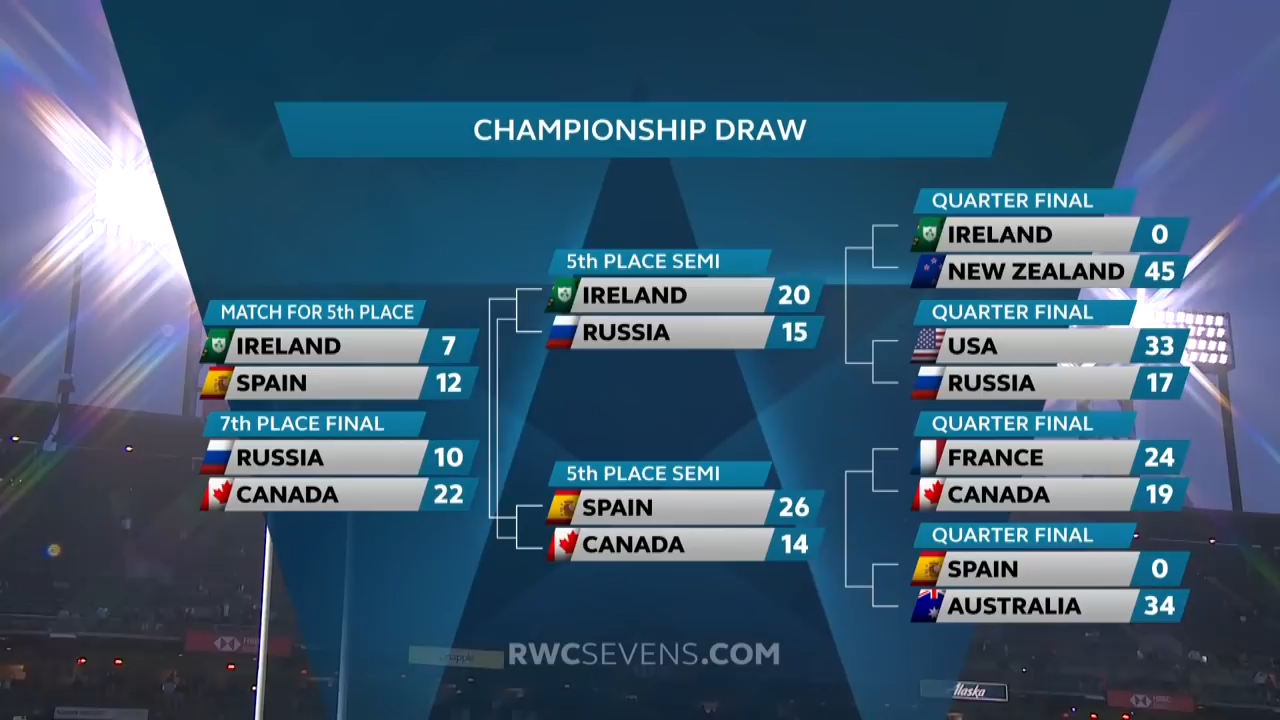 CHAMPIONSHIP DRAW
MATCH FOR 5th PLACE
IRELAND 7
SPAIN 12
7th PLACE FINAL
RUSSIA 10
CANADA 22
5th PLACE SEMI
IRELAND 20
RUSSIA 15
5th PLACE SEMI
SPAIN 26
CANADA 14
QUARTER FINAL
IRELAND 0
NEW ZEALAND 45
QUARTER FINAL
USA 33
RUSSIA 17
QUARTER FINAL
FRANCE 24
CANADA 19
QUARTER FINAL
SPAIN 0
AUSTRALIA 34
RWCSEVENS.COM
Alaska